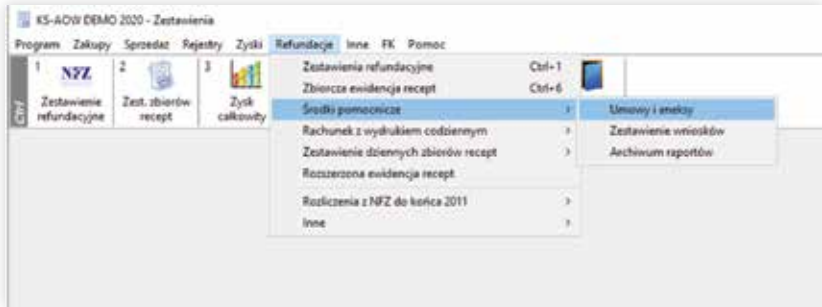 KS-AOW DEMO 2020 - Zestawienia
Program Zakupy Sprzedaż Rejestry Zyski Refundacje Inne FK Pomoc
Ctrl
1 NFZ Zestawienie refundacyjne
2 Zest. zbiorów recept
3 Zysk całkowity
Zestawienia refundacyjne Ctrl+1
Zbiorcza ewidencja recept Ctrl+6
Środki pomocnicze
Rachunek z wydrukiem codziennym
Zestawienie dziennych zbiorów recept
Rozszerzona ewidencja recept
Rozliczenia z NFZ do końca 2011
Inne
Umowy i aneksy
Zestawienie wniosków
Archiwum raportów